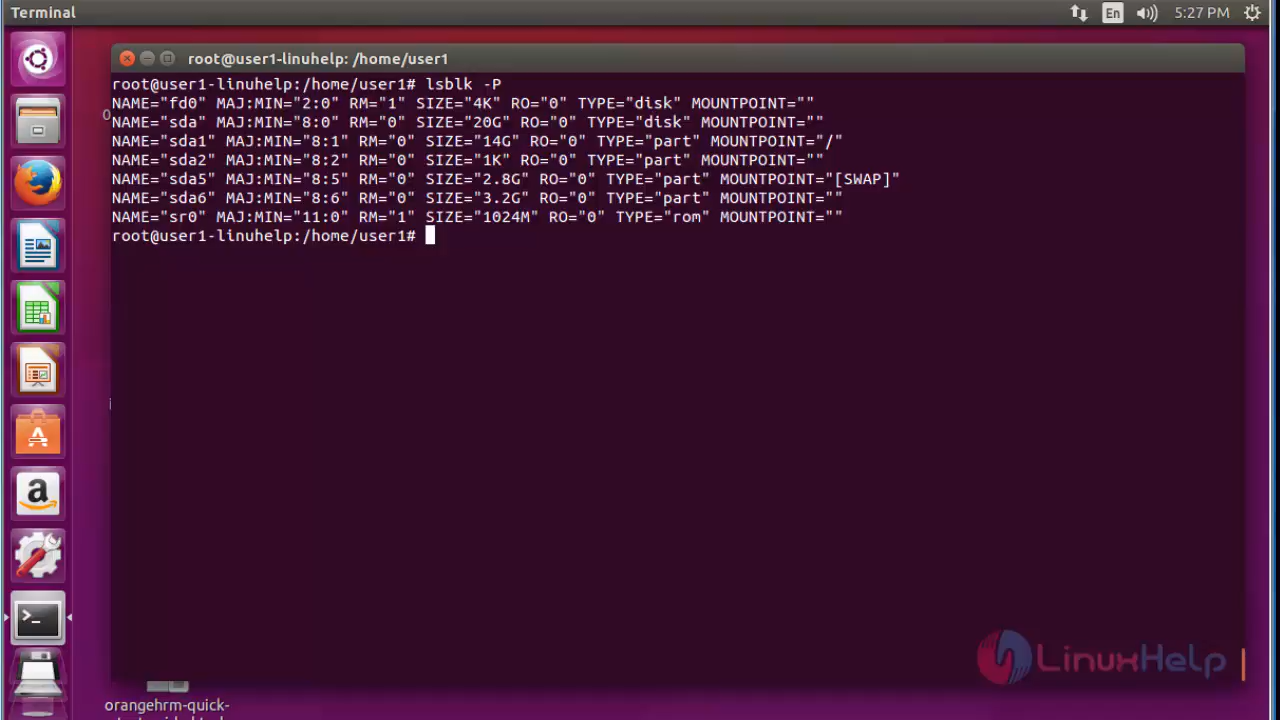 Terminal
En
5:27 PM
root@user1-linuhelp: /home/user1
root@user1-linuhelp:/home/user1# lsblk -P
NAME="fd0" MAJ:MIN="2:0" RM="1" SIZE="4K" RO="0" TYPE="disk" MOUNTPOINT=""
NAME="sda" MAJ:MIN="8:0" RM="0" SIZE="20G" RO="0" TYPE="disk" MOUNTPOINT=""
NAME="sda1" MAJ:MIN="8:1" RM="0" SIZE="14G" RO="0" TYPE="part" MOUNTPOINT="/"
NAME="sda2" MAJ:MIN="8:2" RM="0" SIZE="1K" RO="0" TYPE="part" MOUNTPOINT=""
NAME="sda5" MAJ:MIN="8:5" RM="0" SIZE="2.8G" RO="0" TYPE="part" MOUNTPOINT="[SWAP]"
NAME="sda6" MAJ:MIN="8:6" RM="0" SIZE="3.2G" RO="0" TYPE="part" MOUNTPOINT=""
NAME="sr0" MAJ:MIN="11:0" RM="1" SIZE="1024M" RO="0" TYPE="rom" MOUNTPOINT=""
root@user1-linuhelp:/home/user1#
LinuxHelp
orangehrm-quick-